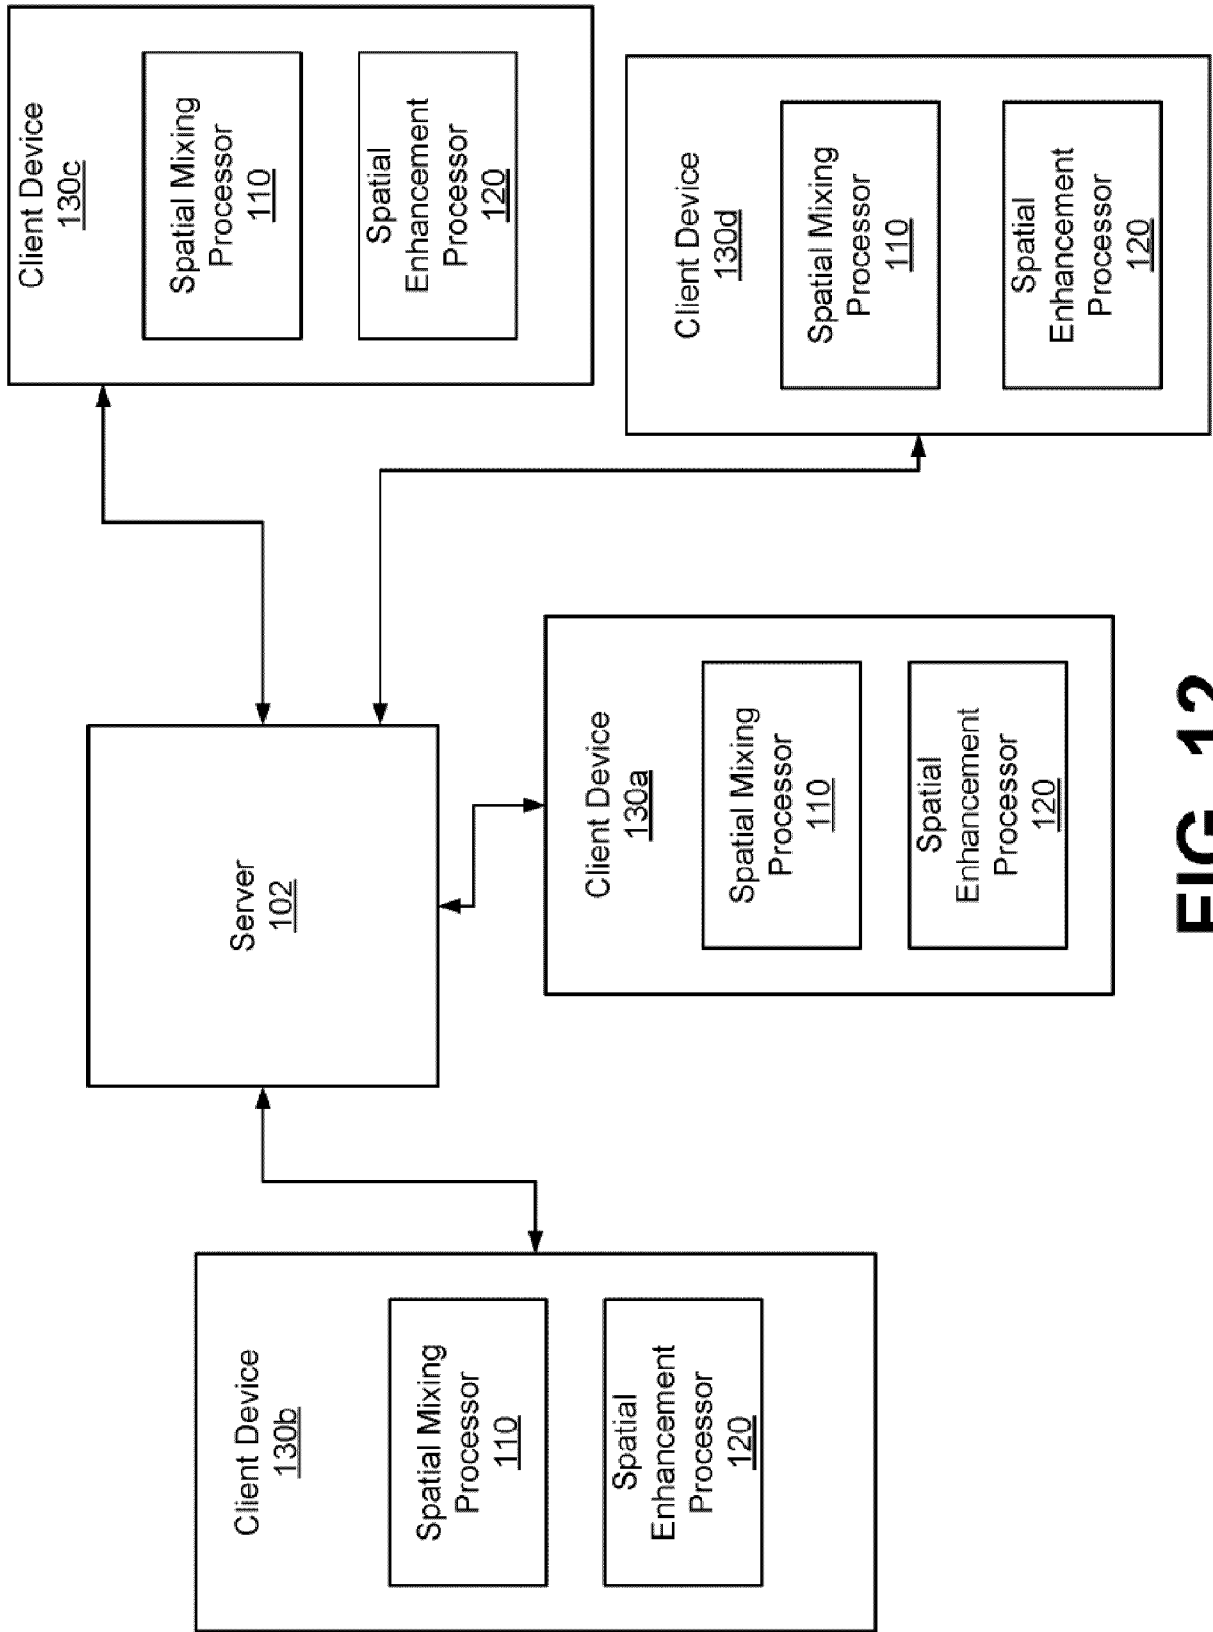 Client Device
130b
Spatial Mixing
Processor
110
Spatial
Enhancement
Processor
120
Server
102
Client Device
130a
Spatial Mixing
Processor
110
Spatial
Enhancement
Processor
120
Client Device
130c
Spatial Mixing
Processor
110
Spatial
Enhancement
Processor
120
Client Device
130d
Spatial Mixing
Processor
110
Spatial
Enhancement
Processor
120
FIG. 12